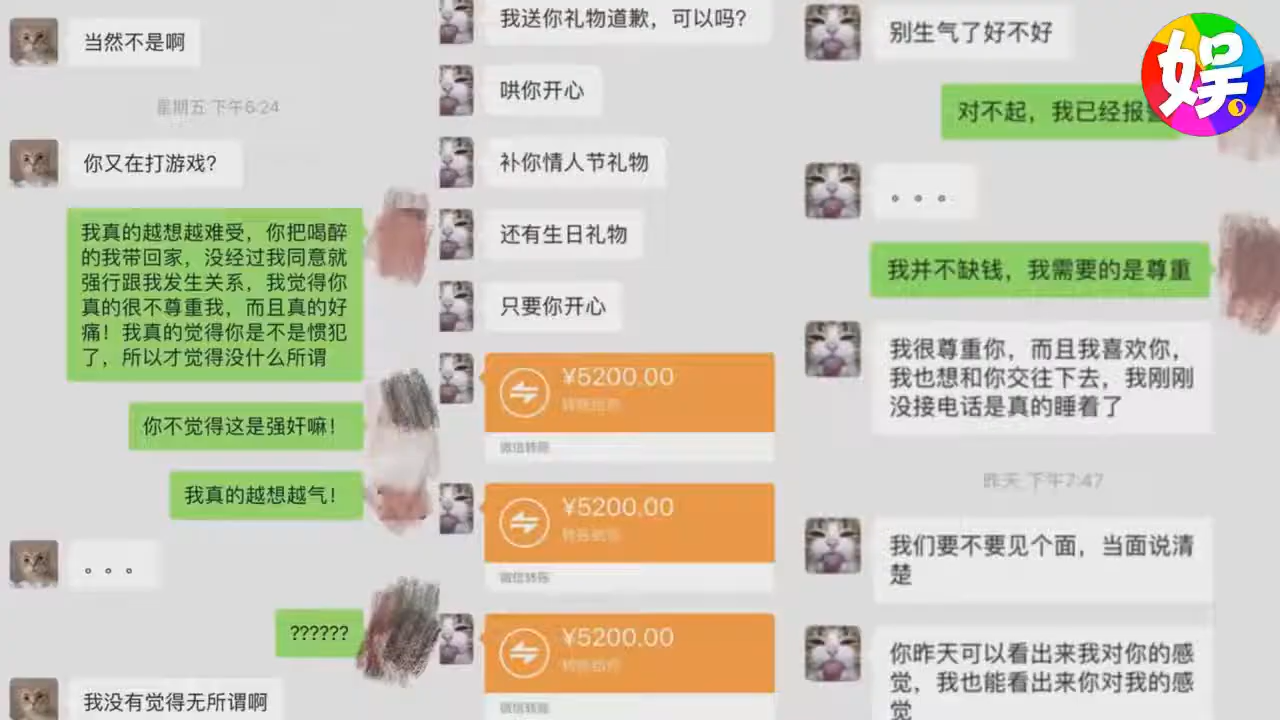 当然不是啊
星期五 下午6:24
你又在打游戏?
我真的越想越难受，你把喝醉
的我带回家，没经过我同意就
强行跟我发生关系，我觉得你
真的很不尊重我，而且真的好
痛！我真的觉得你是不是惯犯
了，所以才觉得没什么所谓
你不觉得这是强奸嘛！
我真的越想越气！
。。。
??????
我没有觉得无所谓啊
我送你礼物道歉，可以吗?
哄你开心
补你情人节礼物
还有生日礼物
只要你开心
¥5200.00
微信转账
¥5200.00
微信转账
¥5200.00
微信转账
别生气了好不好
对不起，我已经报
。。。
我并不缺钱，我需要的是尊重
我很尊重你，而且我喜欢你，
我也想和你交往下去，我刚刚
没接电话是真的睡着了
昨天 下午7:47
我们要不要见个面，当面说清
楚
你昨天可以看出来我对你的感
觉，我也能看出来你对我的感
觉
娱